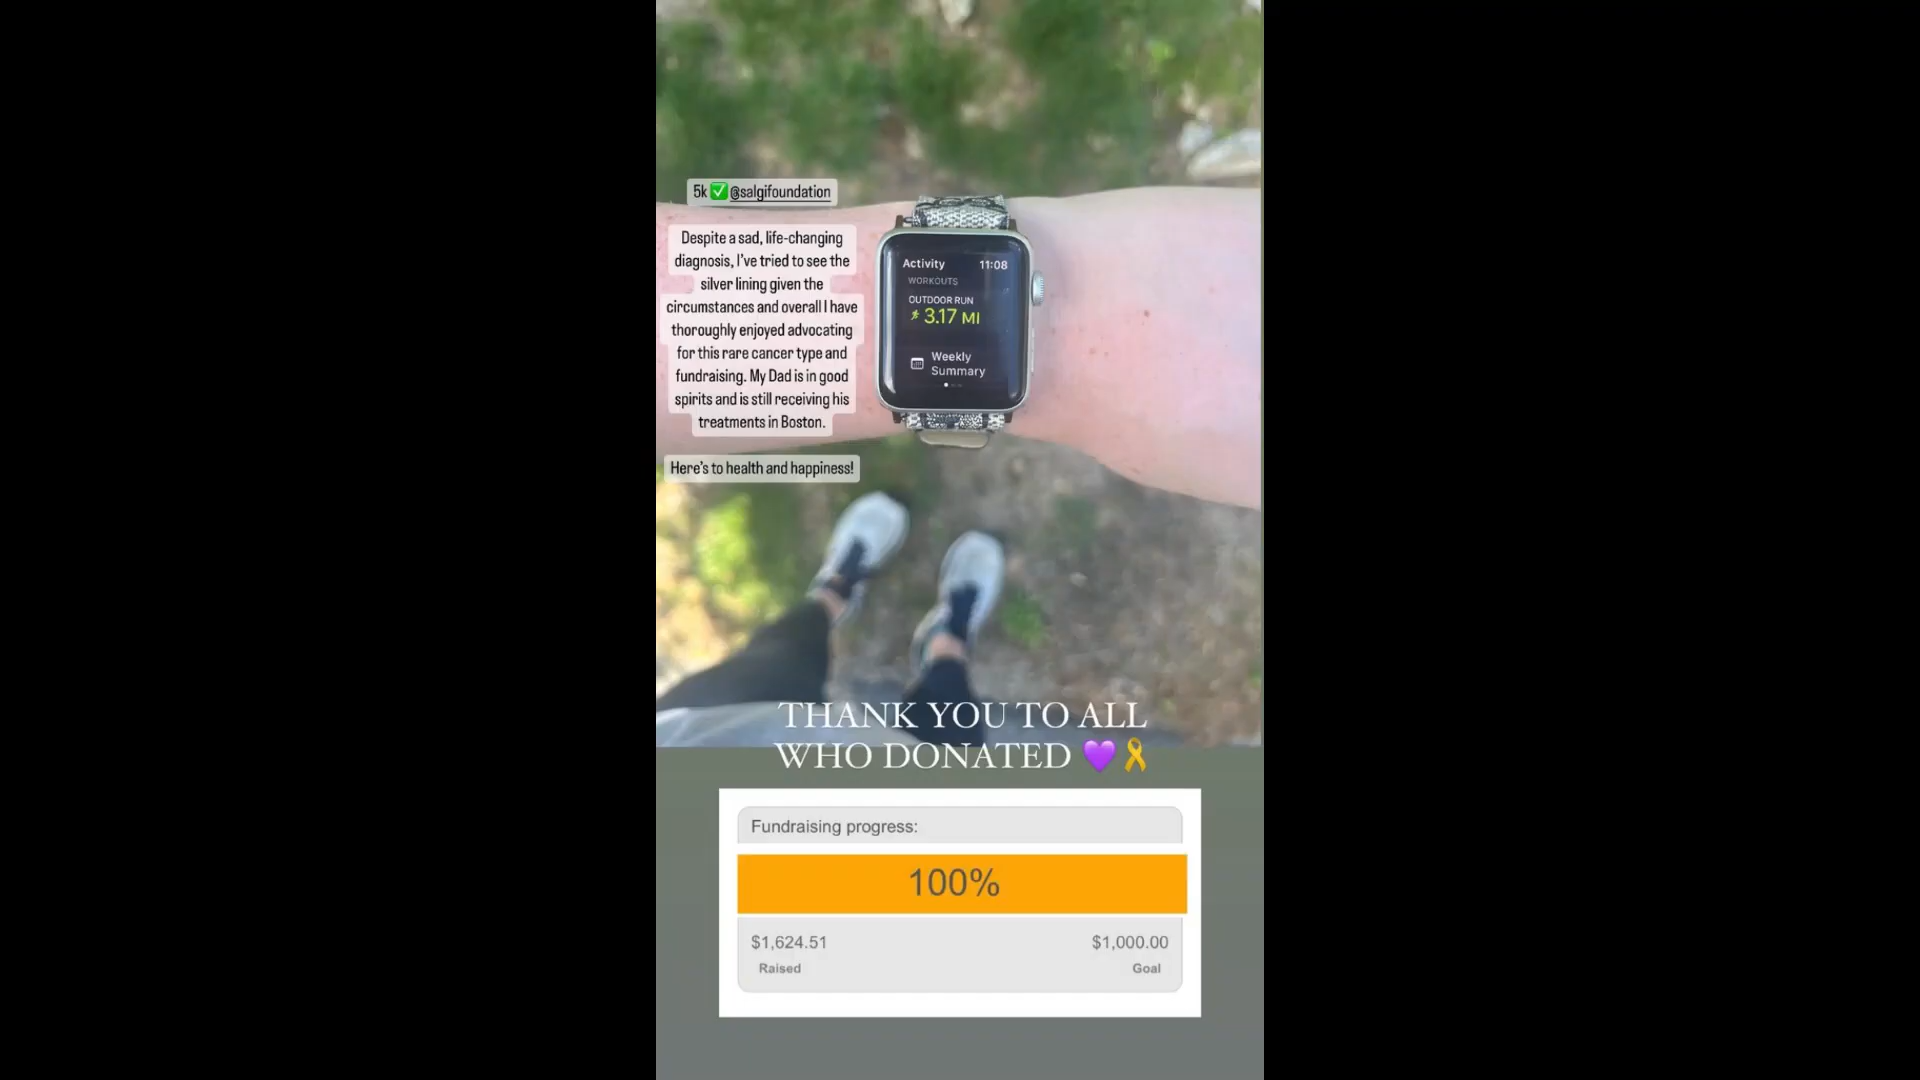 5k ✅ @salgifoundation
Despite a sad, life-changing
diagnosis, I've tried to see the
silver lining given the
circumstances and overall I have
thoroughly enjoyed advocating
for this rare cancer type and
fundraising. My Dad is in good
spirits and is still receiving his
treatments in Boston.
Here's to health and happiness!
Activity 11:08
WORKOUTS
OUTDOOR RUN
3.17 MI
Weekly
Summary
THANK YOU TO ALL
WHO DONATED 💜🎗
Fundraising progress:
100%
$1,624.51 $1,000.00
Raised Goal